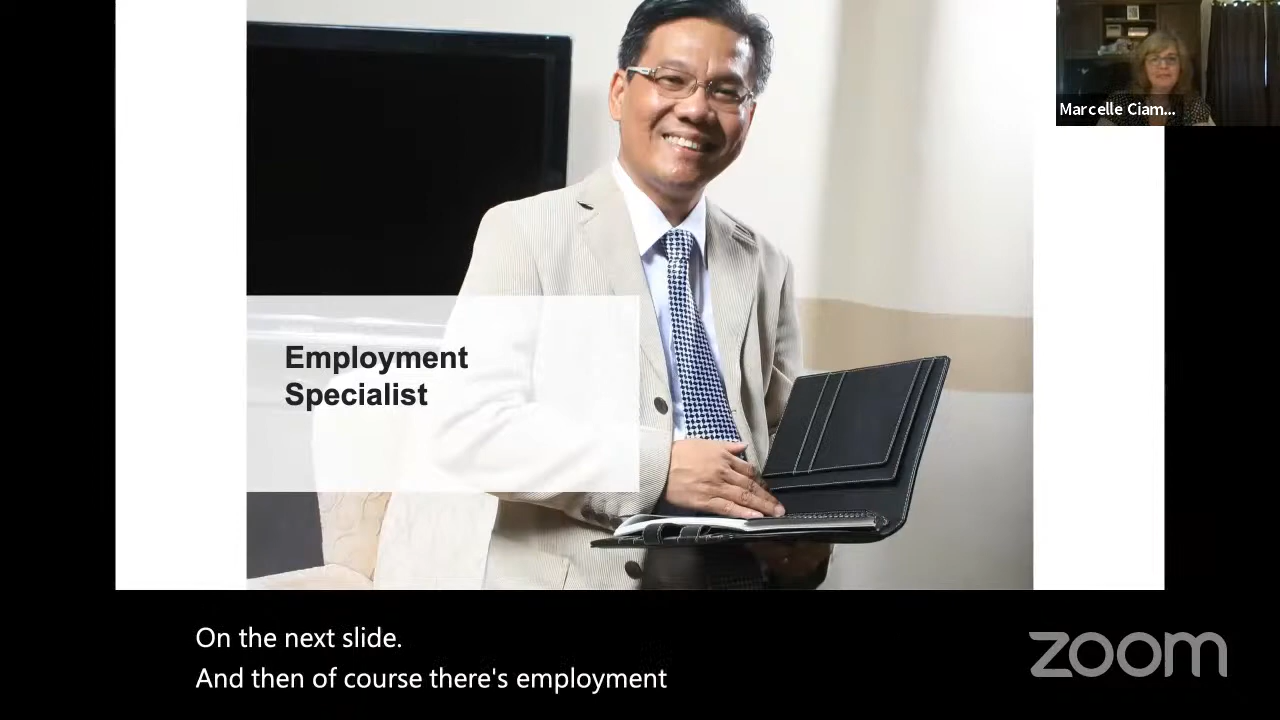 Marcelle Ciam...
Employment
Specialist
On the next slide.
And then of course there's employment
zoom